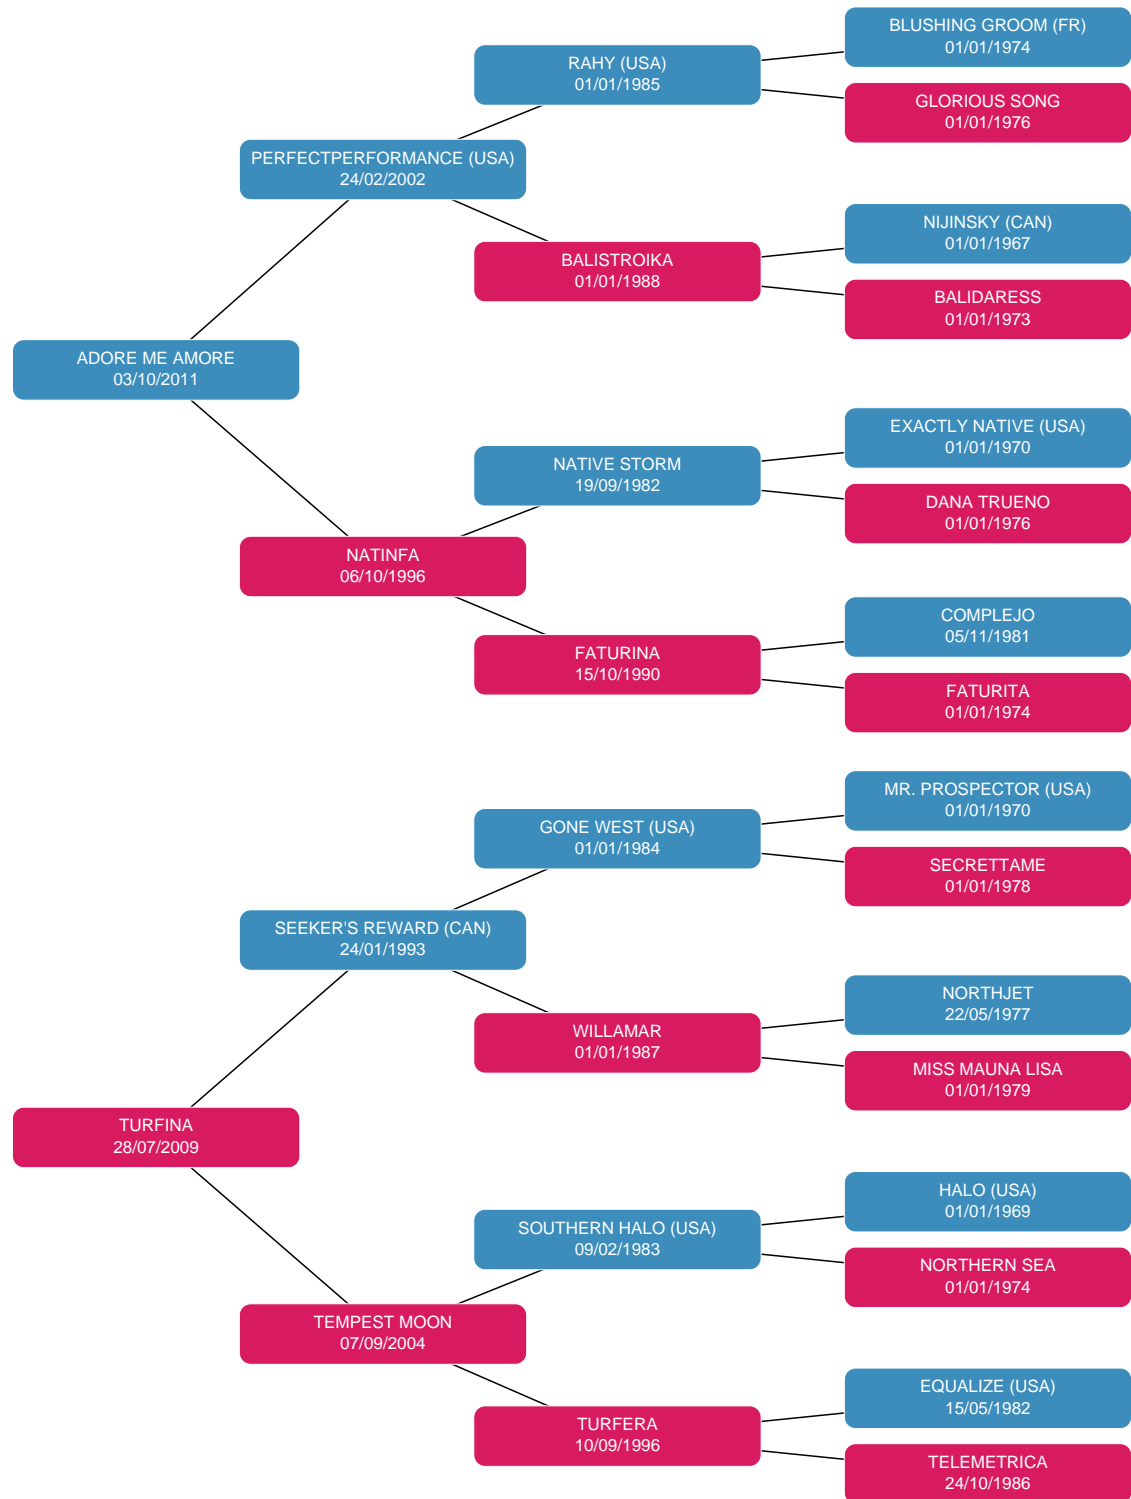 BLUSHING GROOM (FR)
01/01/1974
RAHY (USA)
01/01/1985
GLORIOUS SONG
01/01/1976
PERFECTPERFORMANCE (USA)
24/02/2002
NIJINSKY (CAN)
01/01/1967
BALISTROIKA
01/01/1988
BALIDARESS
01/01/1973
ADORE ME AMORE
03/10/2011
EXACTLY NATIVE (USA)
01/01/1970
NATIVE STORM
19/09/1982
DANA TRUENO
01/01/1976
NATINFA
06/10/1996
COMPLEJO
05/11/1981
FATURINA
15/10/1990
FATURITA
01/01/1974
MR. PROSPECTOR (USA)
01/01/1970
GONE WEST (USA)
01/01/1984
SECRETTAME
01/01/1978
SEEKER'S REWARD (CAN)
24/01/1993
NORTHJET
22/05/1977
WILLAMAR
01/01/1987
MISS MAUNA LISA
01/01/1979
TURFINA
28/07/2009
HALO (USA)
01/01/1969
SOUTHERN HALO (USA)
09/02/1983
NORTHERN SEA
01/01/1974
TEMPEST MOON
07/09/2004
EQUALIZE (USA)
15/05/1982
TURFERA
10/09/1996
TELEMETRICA
24/10/1986